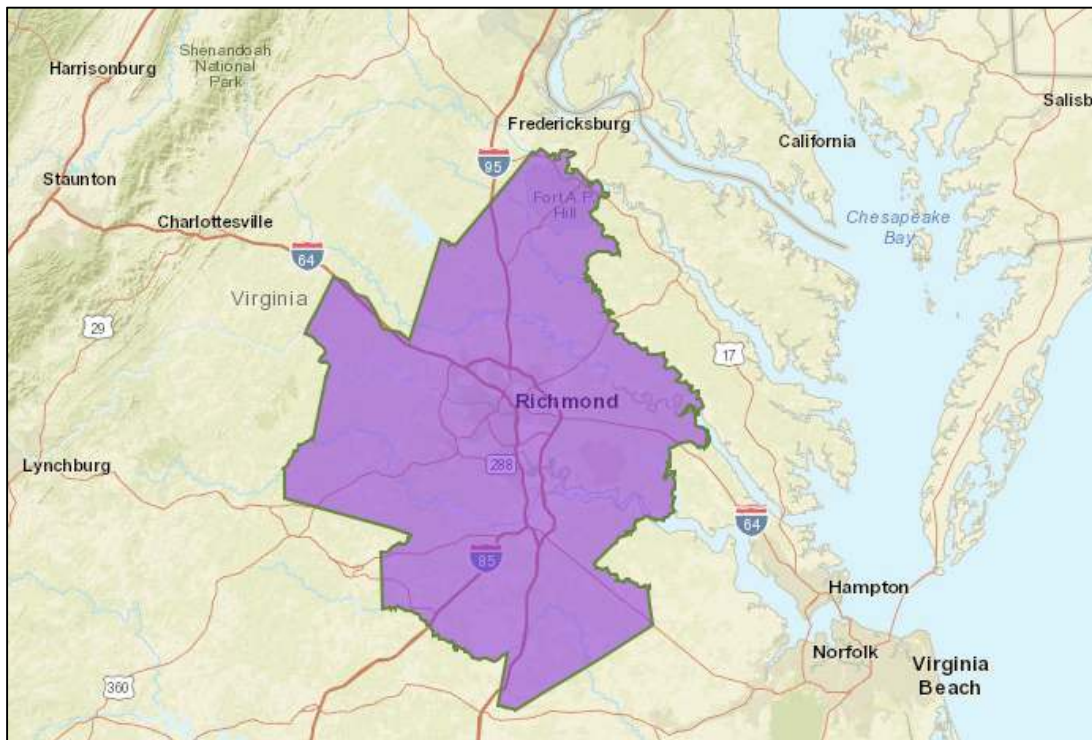 Shenandoah
National
Park
Harrisonburg
Salisb
Fredericksburg
California
95
Staunton
Fort A.P.
Hill
Charlottesville
Chesapeake
Bay
64
Virginia
29
17
Richmond
Lynchburg
288
64
85
Hampton
Norfolk
Virginia
Beach
360